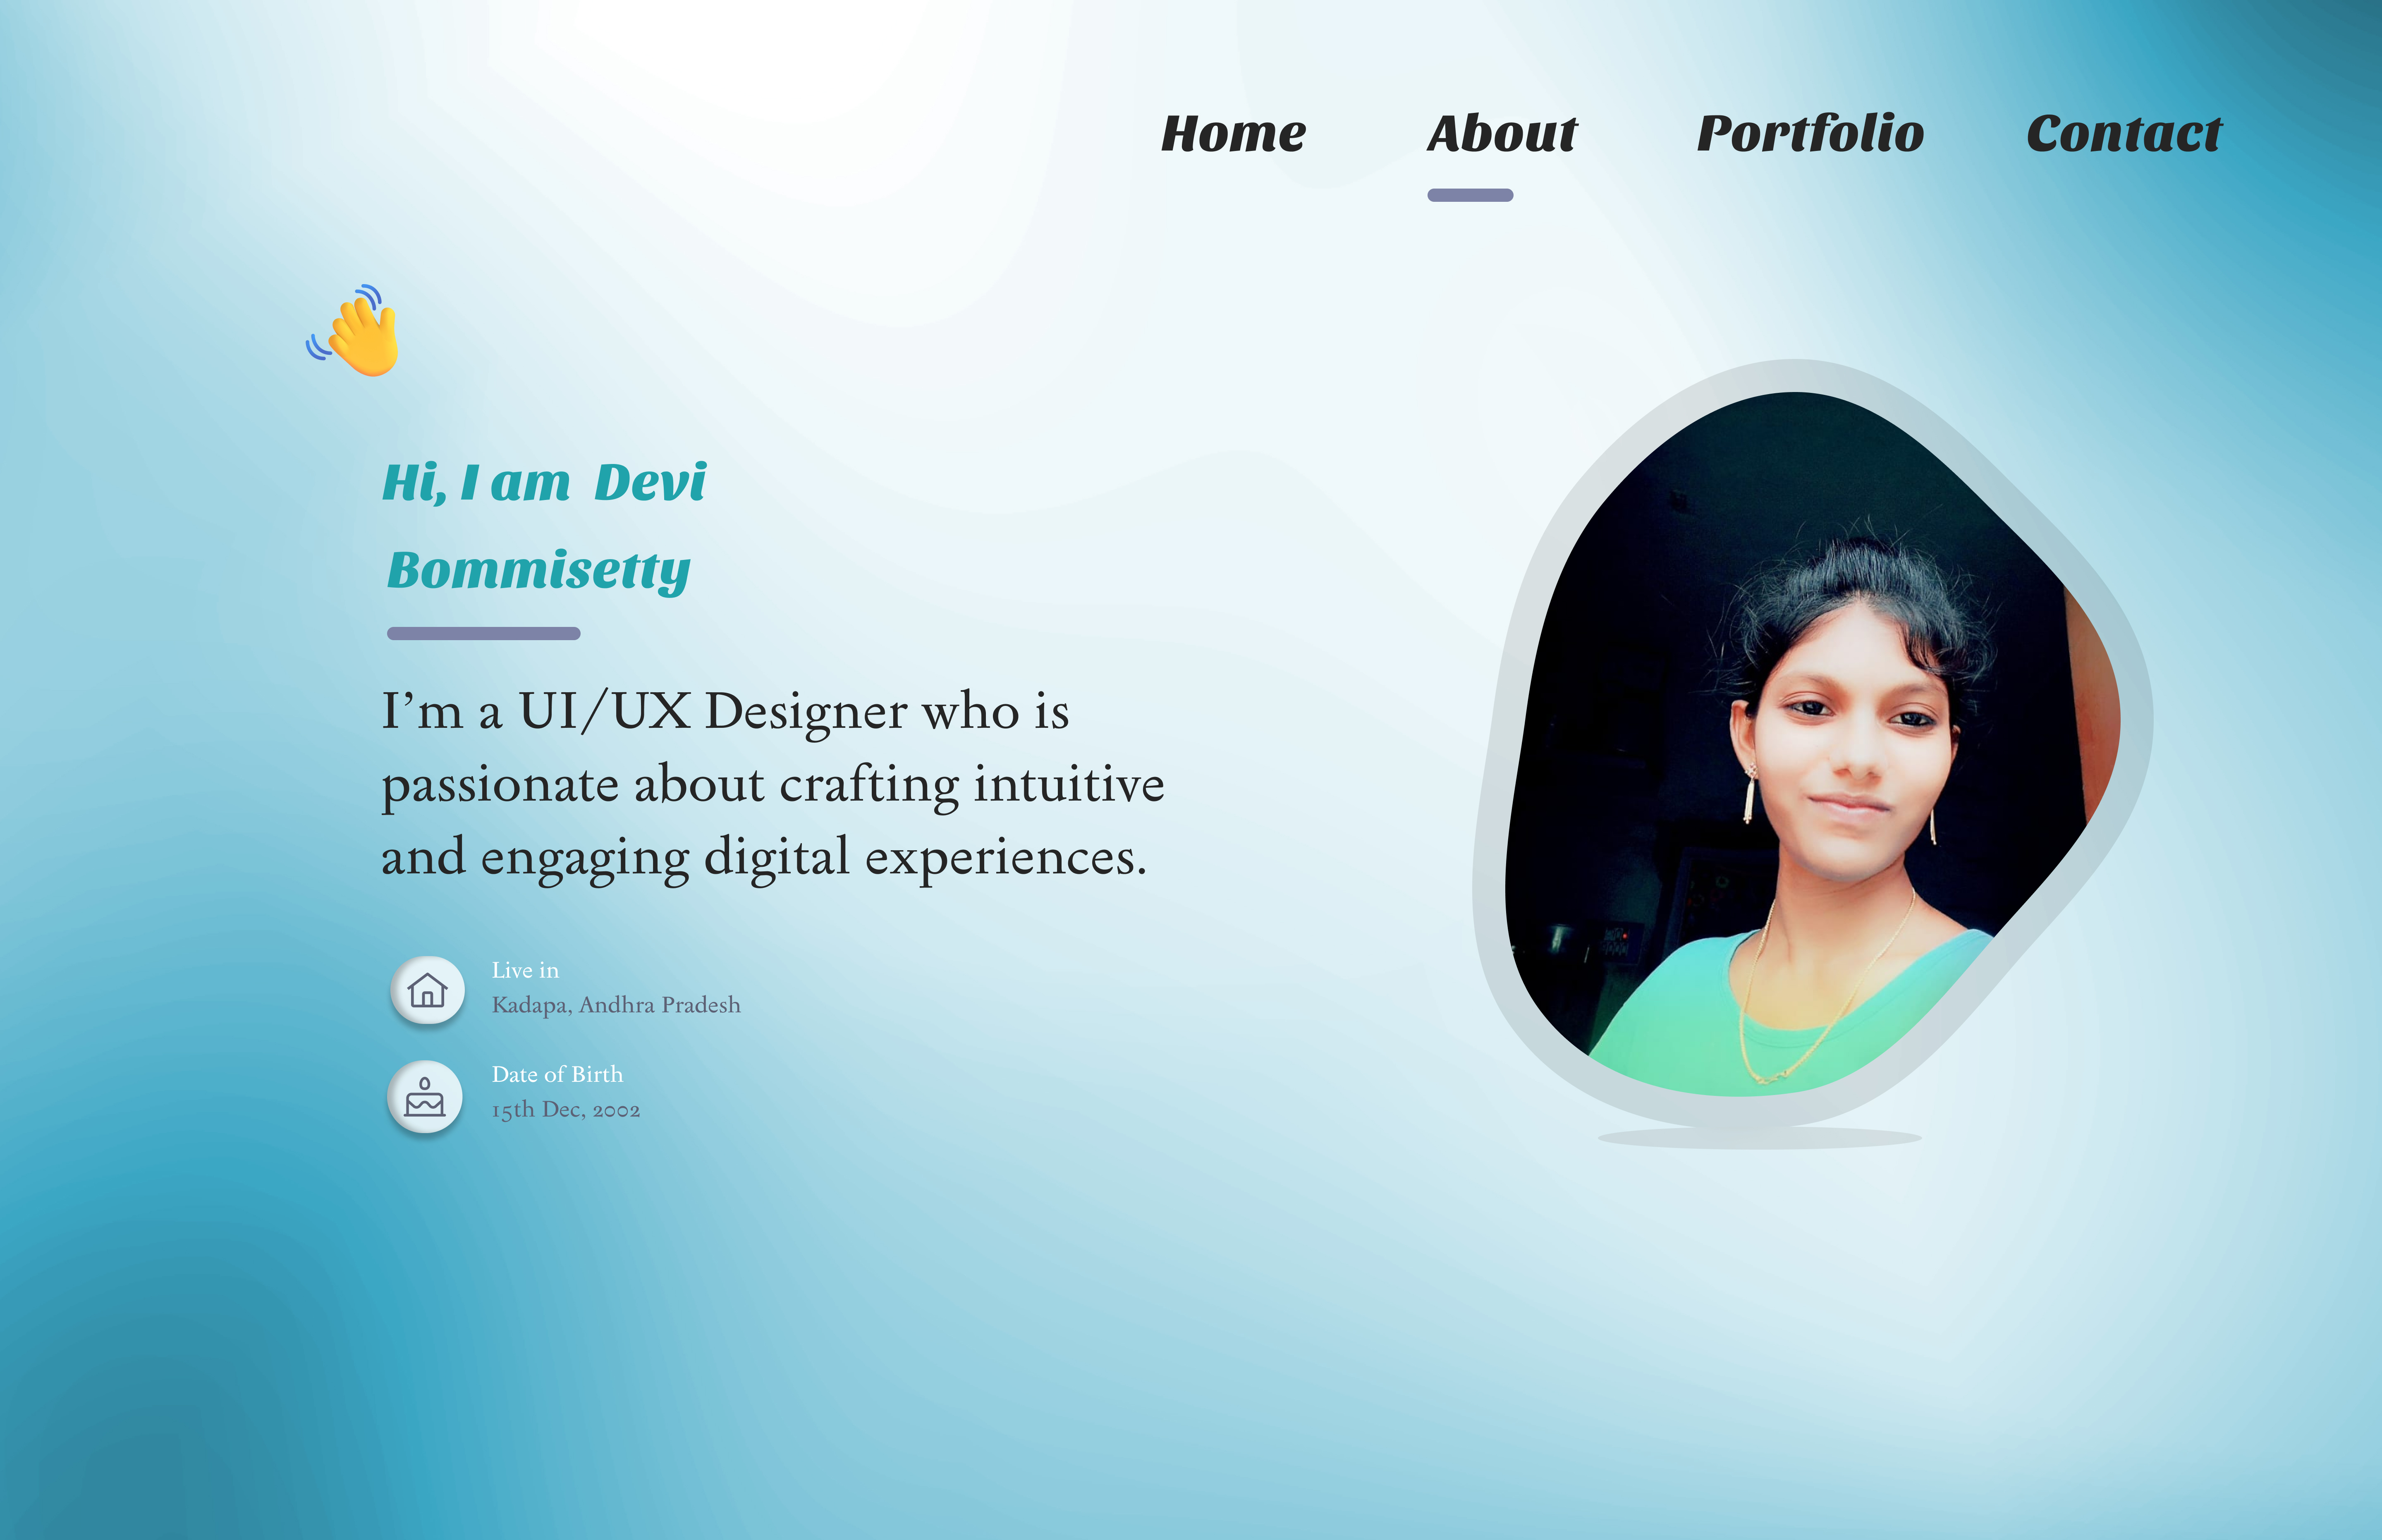 Home About Portfolio Contact
Hi, I am Devi
Bommisetty
I’m a UI/UX Designer who is
passionate about crafting intuitive
and engaging digital experiences.
Live in
Kadapa, Andhra Pradesh
Date of Birth
15th Dec, 2002